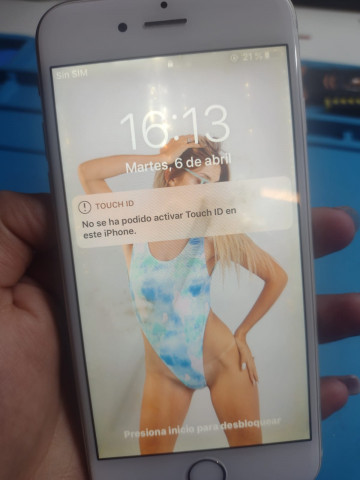 Sin SIM
21 %
16:13
Martes, 6 de abril
TOUCH ID
No se ha podido activar Touch ID en
este iPhone.
Presiona inicio para desbloquear